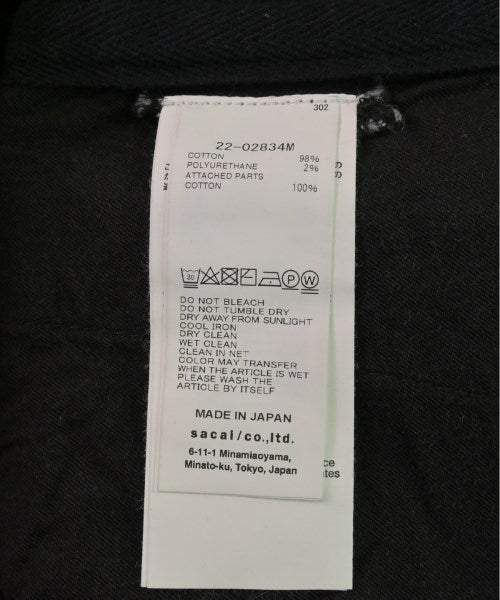 302
22-02834M
COTTON 98%
POLYURETHANE 2%
ATTACHED PARTS
COTTON 100%
30 P W
DO NOT BLEACH
DO NOT TUMBLE DRY
DRY AWAY FROM SUNLIGHT
COOL IRON
DRY CLEAN
WET CLEAN
CLEAN IN NET
COLOR MAY TRANSFER
WHEN THE ARTICLE IS WET
PLEASE WASH THE
ARTICLE BY ITSELF
MADE IN JAPAN
sacai/co.,ltd.
6-11-1 Minamiaoyama,
Minato-ku, Tokyo, Japan